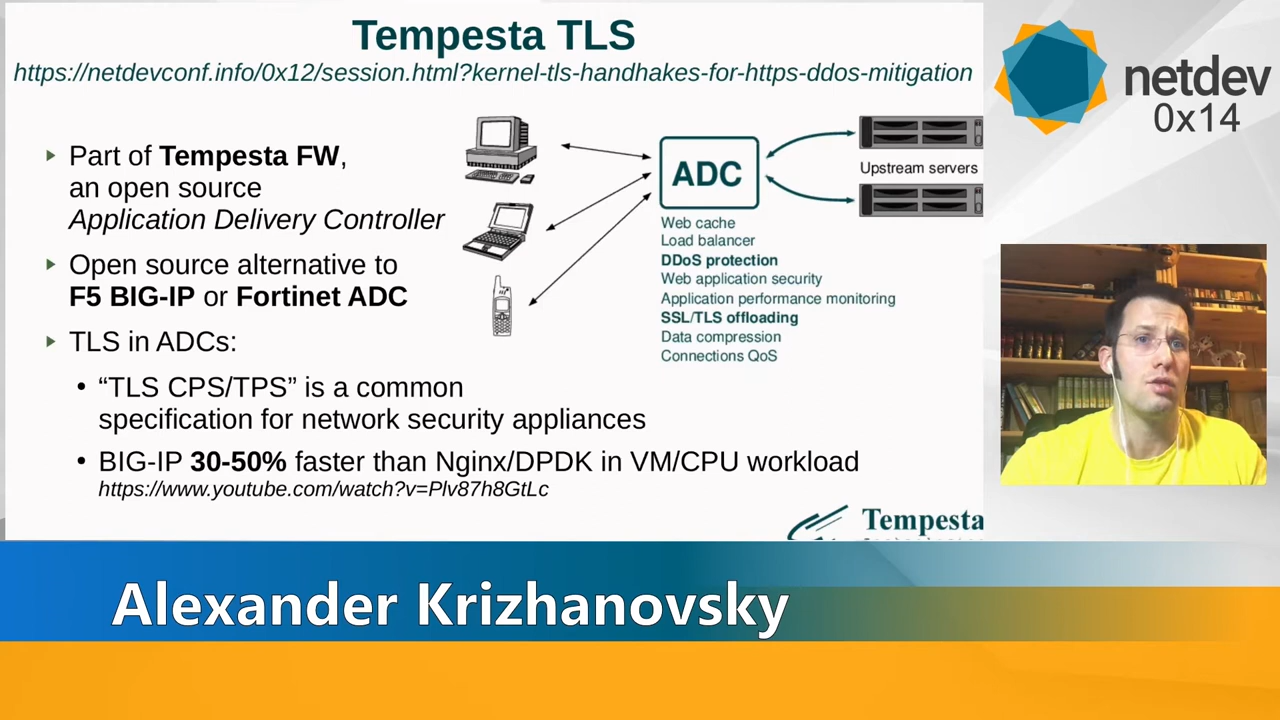 Tempesta TLS
https://netdevconf.info/0x12/session.html?kernel-tls-handhakes-for-https-ddos-mitigation
Part of Tempesta FW,
an open source
Application Delivery Controller
Open source alternative to
F5 BIG-IP or Fortinet ADC
TLS in ADCs:
“TLS CPS/TPS” is a common
specification for network security appliances
BIG-IP 30-50% faster than Nginx/DPDK in VM/CPU workload
https://www.youtube.com/watch?v=Plv87h8GtLc
ADC
Upstream servers
Web cache
Load balancer
DDoS protection
Web application security
Application performance monitoring
SSL/TLS offloading
Data compression
Connections QoS
Tempesta
netdev
0x14
Alexander Krizhanovsky